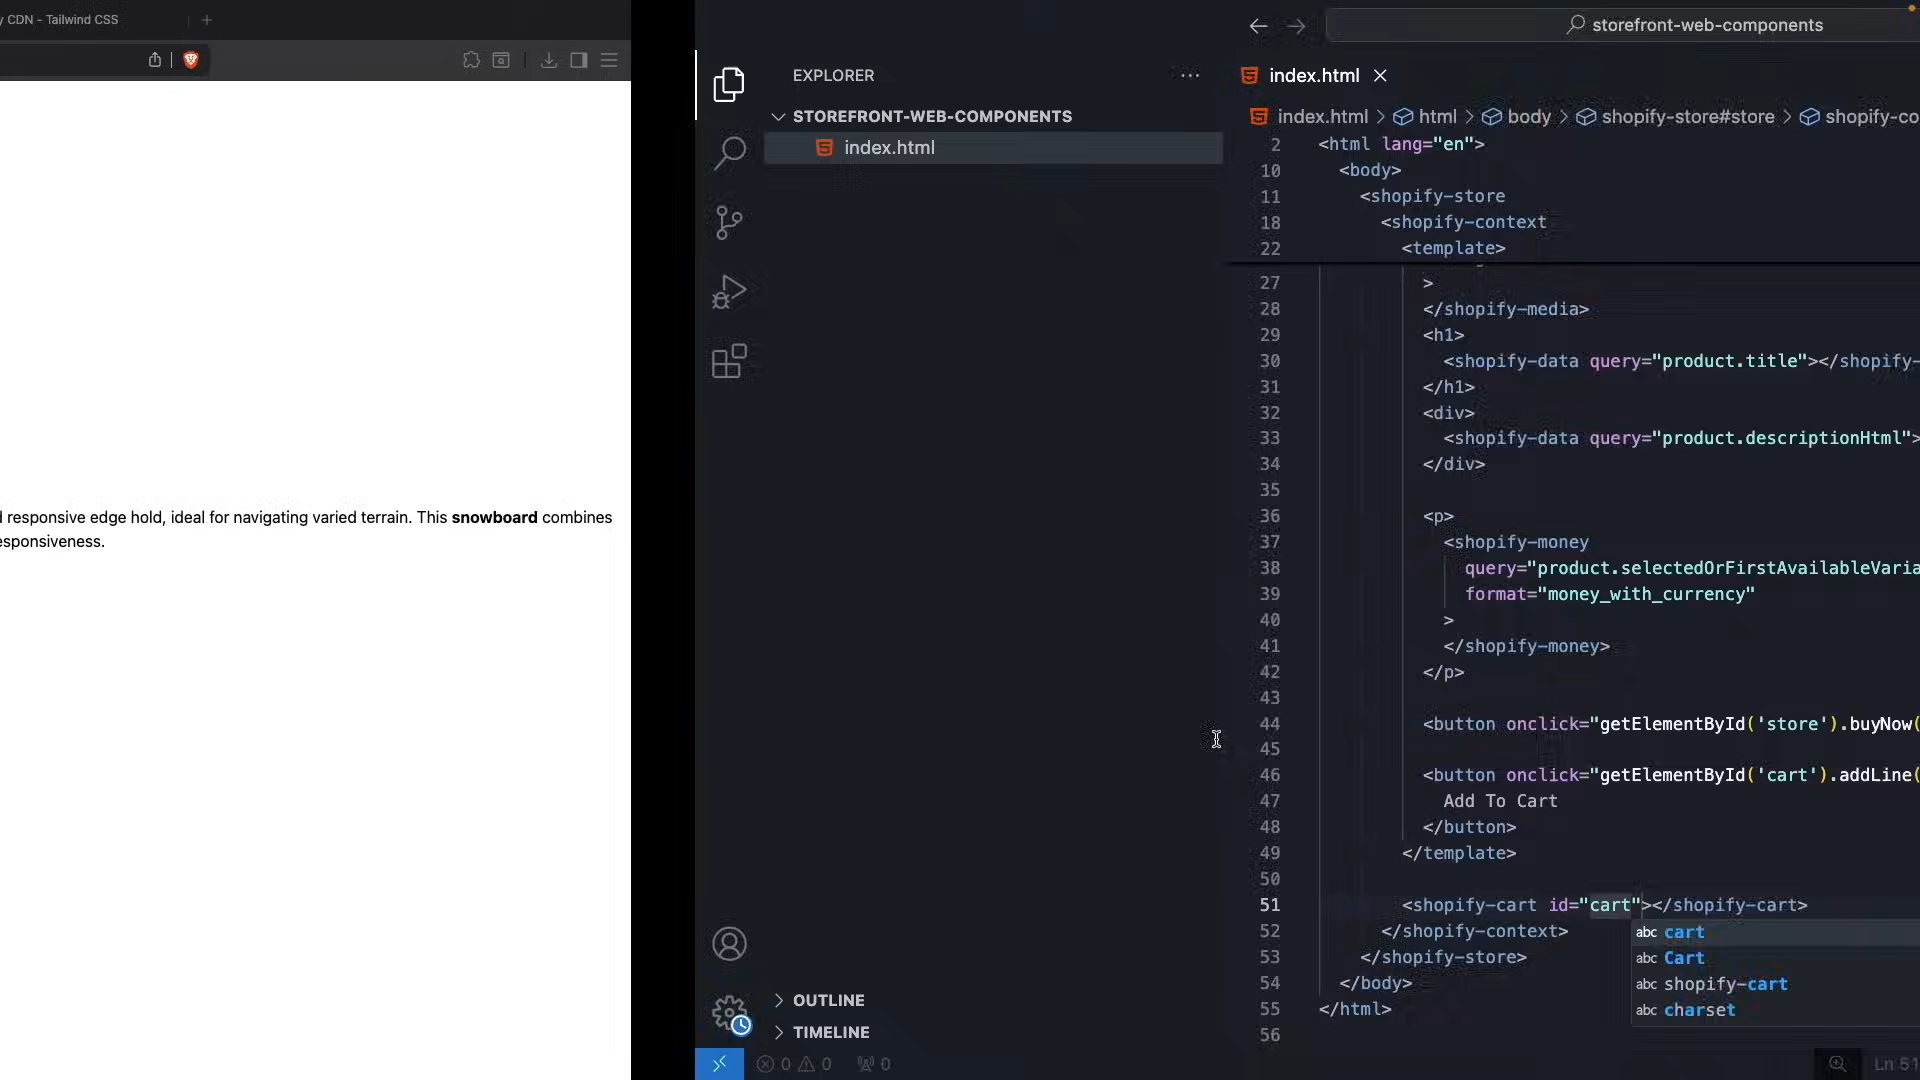 y CDN - Tailwind CSS
responsive edge hold, ideal for navigating varied terrain. This snowboard combines
esponsiveness.
EXPLORER
STOREFRONT-WEB-COMPONENTS
index.html
OUTLINE
TIMELINE
0 0 0
storefront-web-components
index.html
index.html > html > body > shopify-store#store > shopify-co
2 <html lang="en">
10 <body>
11 <shopify-store
18 <shopify-context
22 <template>
27 >
28 </shopify-media>
29 <h1>
30 <shopify-data query="product.title"></shopify-
31 </h1>
32 <div>
33 <shopify-data query="product.descriptionHtml">
34 </div>
35
36 <p>
37 <shopify-money
38 query="product.selectedOrFirstAvailableVaria
39 format="money_with_currency"
40 >
41 </shopify-money>
42 </p>
43
44 <button onclick="getElementById('store').buyNow(
45
46 <button onclick="getElementById('cart').addLine(
47 Add To Cart
48 </button>
49 </template>
50
51 <shopify-cart id="cart"></shopify-cart>
52 </shopify-context>
53 </shopify-store>
54 </body>
55 </html>
56
abc cart
abc Cart
abc shopify-cart
abc charset
Ln 51